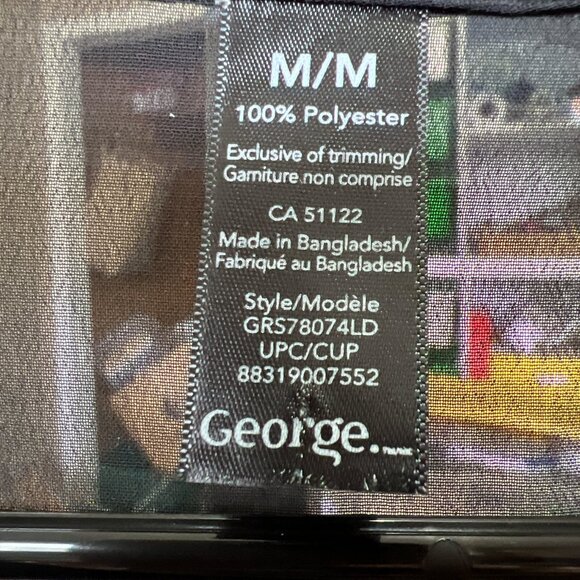 M/M
100% Polyester
Exclusive of trimming/
Garniture non comprise
CA 51122
Made in Bangladesh/
Fabriqué au Bangladesh
Style/Modèle
GRS78074LD
UPC/CUP
88319007552
George.